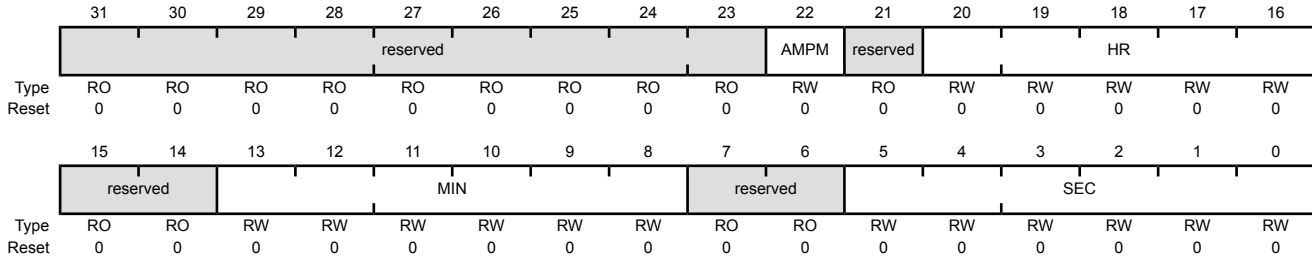 31 30 29 28 27 26 25 24 23 22 21 20 19 18 17 16
reserved AMPM reserved HR
Type RO RO RO RO RO RO RO RO RO RW RO RW RW RW RW RW
Reset 0 0 0 0 0 0 0 0 0 0 0 0 0 0 0 0
15 14 13 12 11 10 9 8 7 6 5 4 3 2 1 0
reserved MIN reserved SEC
Type RO RO RW RW RW RW RW RW RO RO RW RW RW RW RW RW
Reset 0 0 0 0 0 0 0 0 0 0 0 0 0 0 0 0